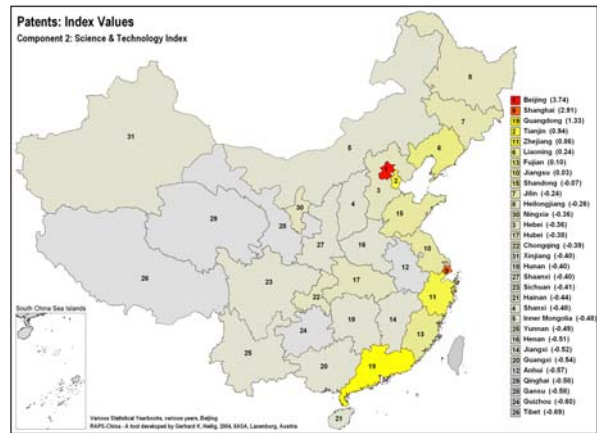 Patents: Index Values
Component 2: Science & Technology Index
Beijing (3.74)
Shanghai (2.91)
19 Guangdong (1.33)
2 Tianjin (0.94)
11 Zhejiang (0.86)
6 Liaoning (0.24)
13 Fujian (0.10)
10 Jiangsu (0.03)
15 Shandong (-0.07)
7 Jilin (-0.24)
8 Heilongjiang (-0.26)
30 Ningxia (-0.36)
3 Hebei (-0.36)
17 Hubei (-0.38)
22 Chongqing (-0.39)
31 Xinjiang (-0.40)
18 Hunan (-0.40)
27 Shaanxi (-0.40)
23 Sichuan (-0.41)
21 Hainan (-0.44)
4 Shanxi (-0.48)
Inner Mongolia (-0.48)
25 Yunnan (-0.49)
16 Henan (-0.51)
14 Jiangxi (-0.52)
20 Guangxi (-0.54)
12 Anhui (-0.57)
29 Qinghai (-0.58)
28 Gansu (-0.58)
24 Guizhou (-0.60)
26 Tibet (-0.69)
8
7
31
5
6
2
3
4
30
15
29
28
27
16
10
12
26
23
22
17
11
24
18
14
13
25
20
19
21
South China Sea Islands
Various Statistical Yearbooks, various years, Beijing
RAPS-China - A tool developed by Gerhard K. Heilig, 2004, IIASA, Laxenburg, Austria